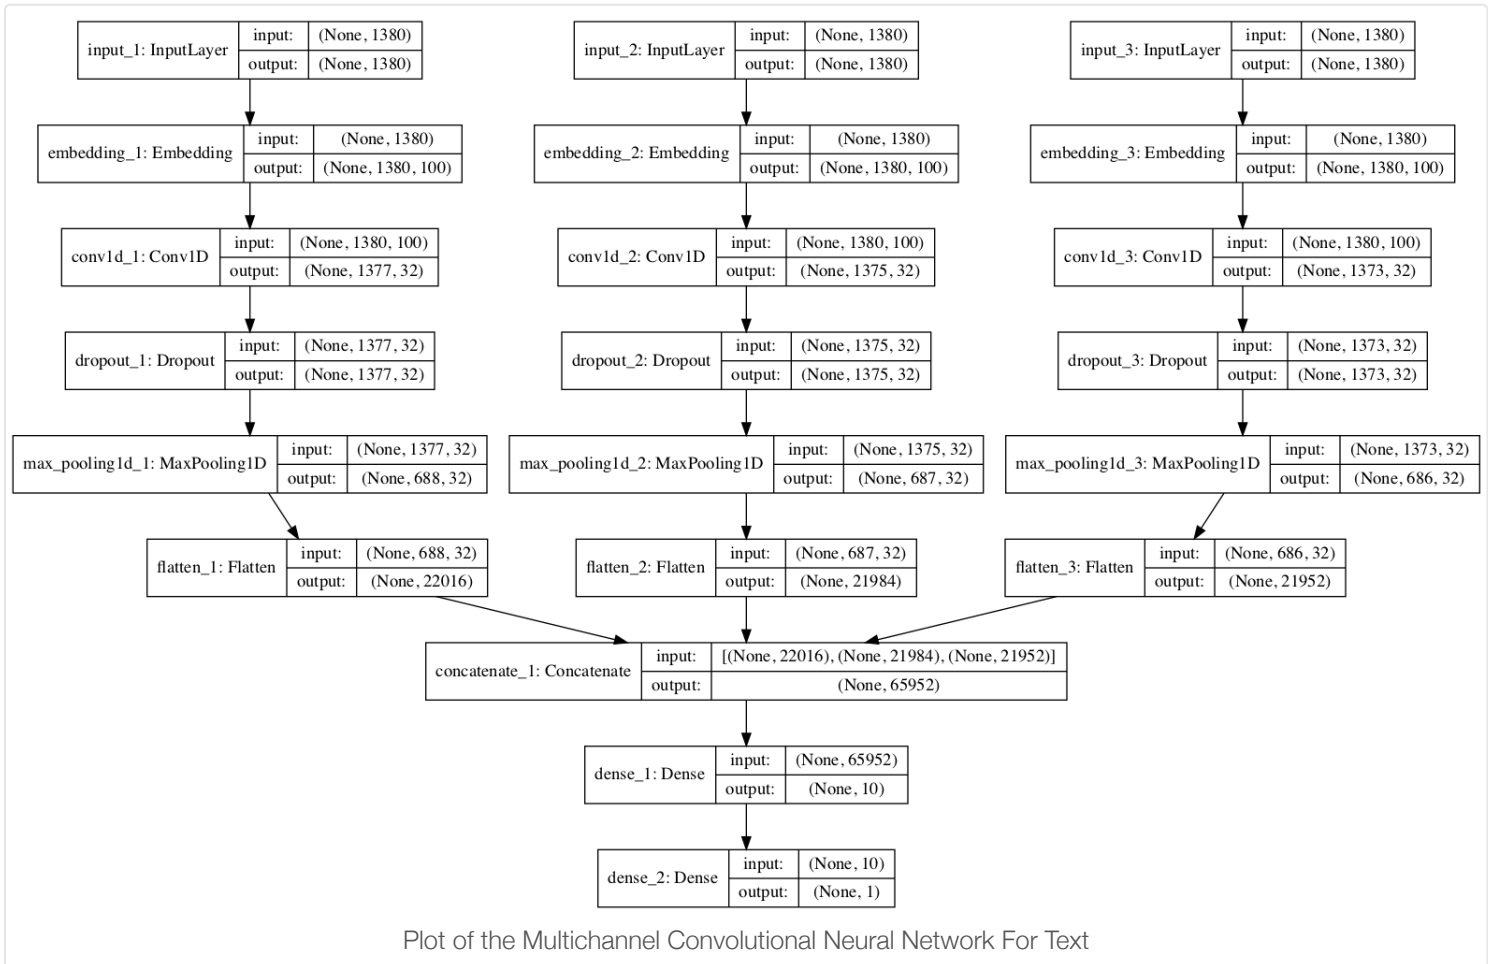 input_1: InputLayer input: (None, 1380) output: (None, 1380)
input_2: InputLayer input: (None, 1380) output: (None, 1380)
input_3: InputLayer input: (None, 1380) output: (None, 1380)
embedding_1: Embedding input: (None, 1380) output: (None, 1380, 100)
embedding_2: Embedding input: (None, 1380) output: (None, 1380, 100)
embedding_3: Embedding input: (None, 1380) output: (None, 1380, 100)
conv1d_1: Conv1D input: (None, 1380, 100) output: (None, 1377, 32)
conv1d_2: Conv1D input: (None, 1380, 100) output: (None, 1375, 32)
conv1d_3: Conv1D input: (None, 1380, 100) output: (None, 1373, 32)
dropout_1: Dropout input: (None, 1377, 32) output: (None, 1377, 32)
dropout_2: Dropout input: (None, 1375, 32) output: (None, 1375, 32)
dropout_3: Dropout input: (None, 1373, 32) output: (None, 1373, 32)
max_pooling1d_1: MaxPooling1D input: (None, 1377, 32) output: (None, 688, 32)
max_pooling1d_2: MaxPooling1D input: (None, 1375, 32) output: (None, 687, 32)
max_pooling1d_3: MaxPooling1D input: (None, 1373, 32) output: (None, 686, 32)
flatten_1: Flatten input: (None, 688, 32) output: (None, 22016)
flatten_2: Flatten input: (None, 687, 32) output: (None, 21984)
flatten_3: Flatten input: (None, 686, 32) output: (None, 21952)
concatenate_1: Concatenate input: [(None, 22016), (None, 21984), (None, 21952)] output: (None, 65952)
dense_1: Dense input: (None, 65952) output: (None, 10)
dense_2: Dense input: (None, 10) output: (None, 1)
Plot of the Multichannel Convolutional Neural Network For Text